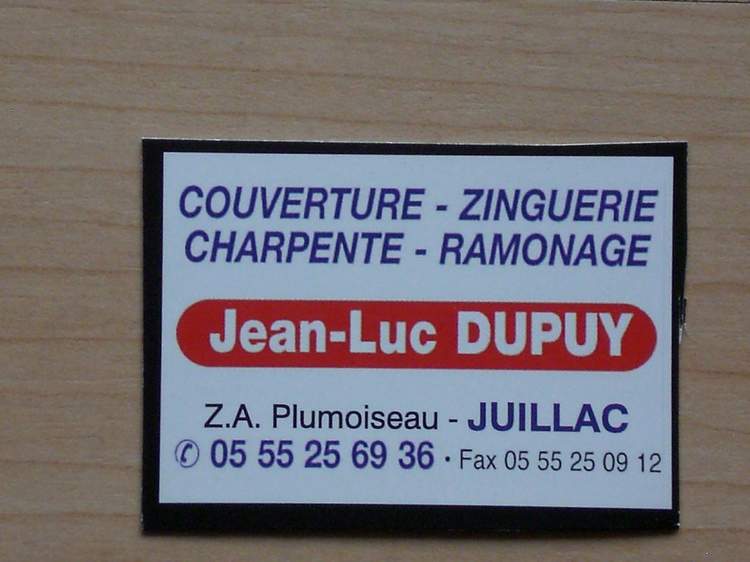 COUVERTURE - ZINGUERIE
CHARPENTE - RAMONAGE
Jean-Luc DUPUY
Z.A. Plumoiseau - JUILLAC
✆ 05 55 25 69 36 · Fax 05 55 25 09 12